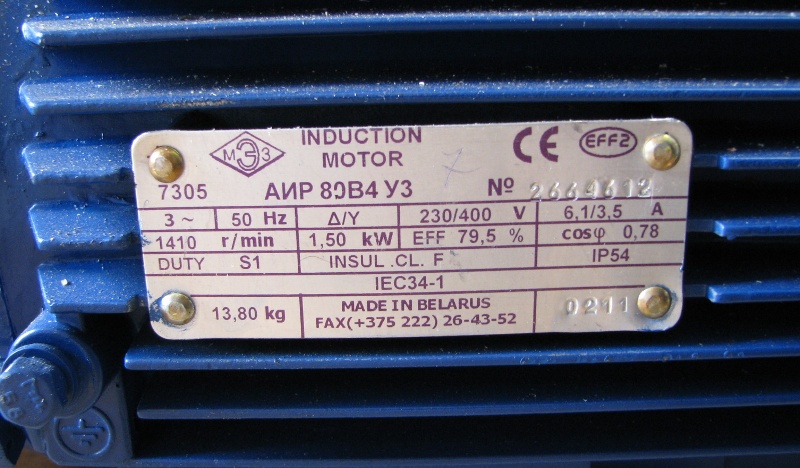 INDUCTION
MOTOR
МЭЗ
CE
EFF2
7305 АИР 80В4 У3 № 2664612
3 ~ 50 Hz Δ/Y 230/400 V 6,1/3,5 A
1410 r/min 1,50 kW EFF 79,5 % cosφ 0,78
DUTY S1 INSUL.CL. F IP54
IEC34-1
13,80 kg
MADE IN BELARUS
FAX(+375 222) 26-43-52
0211